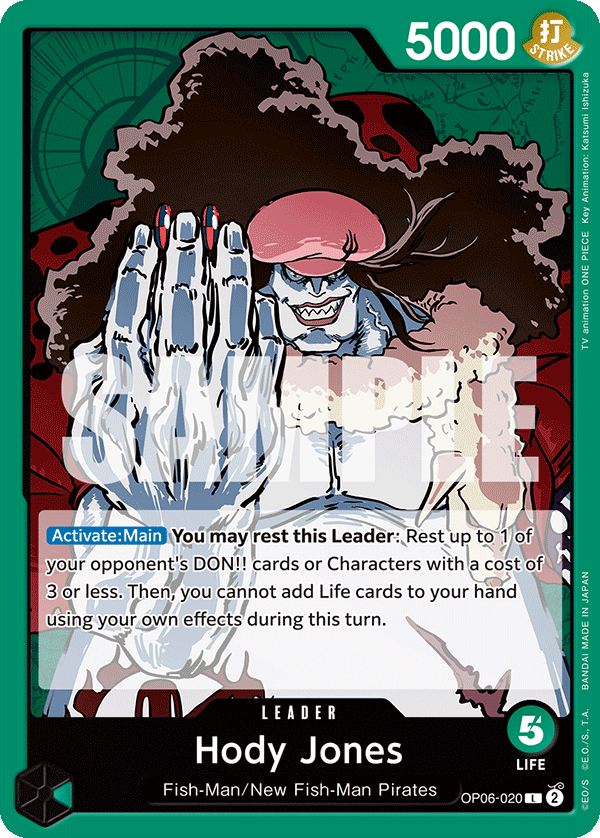 5000
打
STRIKE
SAMPLE
Activate:Main You may rest this Leader: Rest up to 1 of
your opponent's DON!! cards or Characters with a cost of
3 or less. Then, you cannot add Life cards to your hand
using your own effects during this turn.
LEADER
Hody Jones
Fish-Man/New Fish-Man Pirates
5
LIFE
OP06-020 L 2
©EO/S ©E.O./S., T.A. BANDAI MADE IN JAPAN TV animation ONE PIECE Key Animation: Katsumi Ishizuka